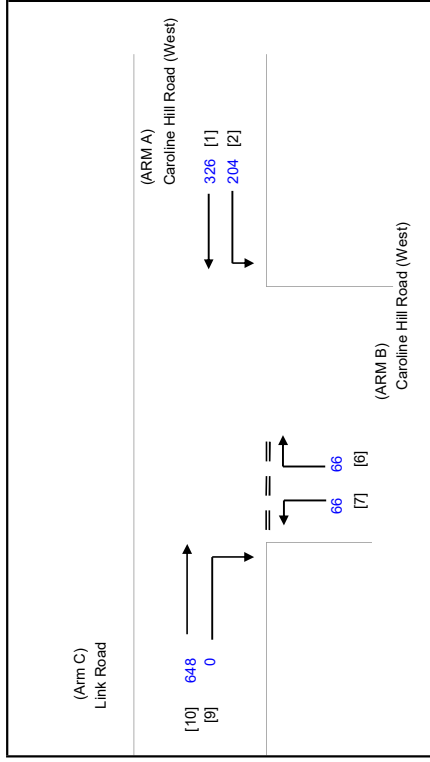 (Arm C)
Link Road
(ARM A)
Caroline Hill Road (West)
326 [1]
204 [2]
[10] 648
[9] 0
66 66
[7] [6]
(ARM B)
Caroline Hill Road (West)